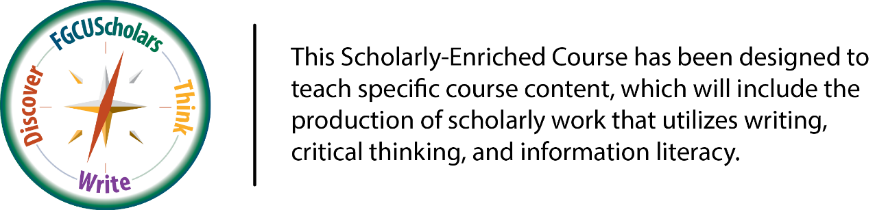 FGCUScholars
Think
Write
Discover
This Scholarly-Enriched Course has been designed to
teach specific course content, which will include the
production of scholarly work that utilizes writing,
critical thinking, and information literacy.